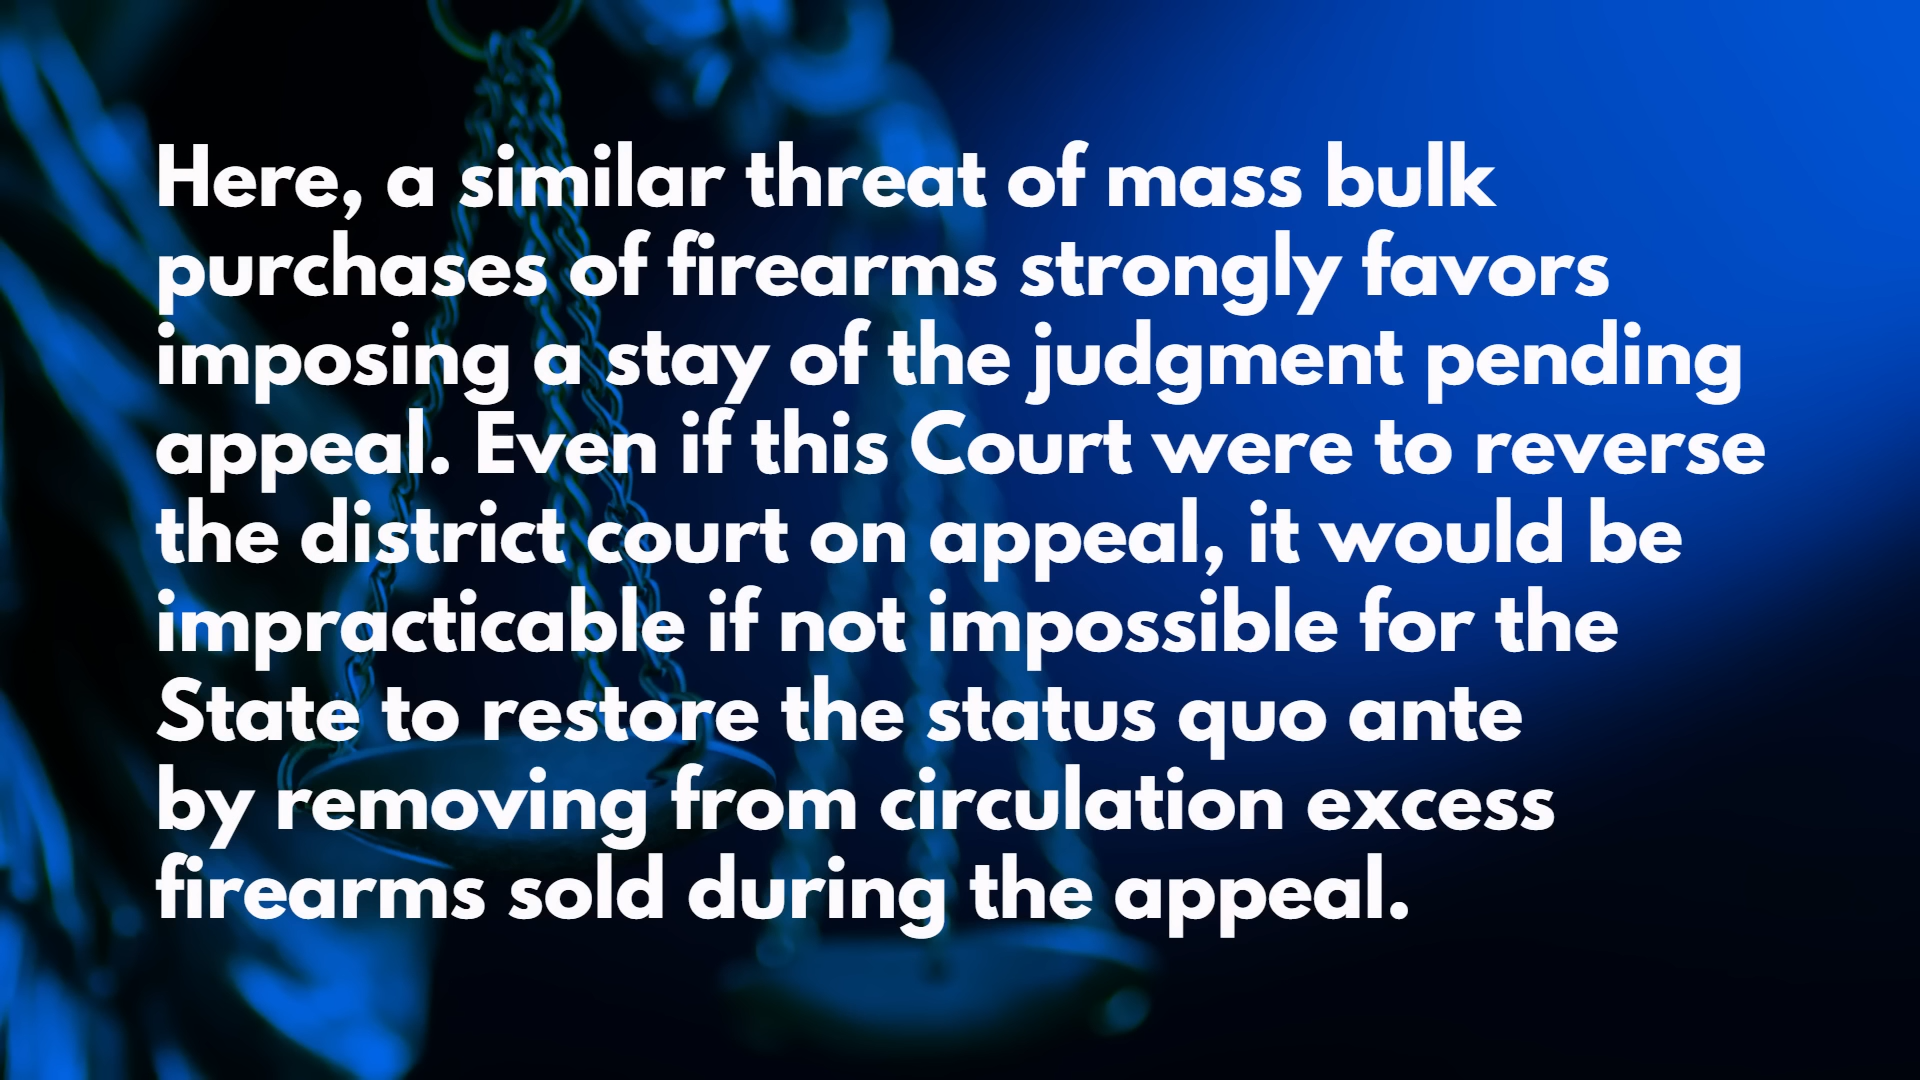 Here, a similar threat of mass bulk
purchases of firearms strongly favors
imposing a stay of the judgment pending
appeal. Even if this Court were to reverse
the district court on appeal, it would be
impracticable if not impossible for the
State to restore the status quo ante
by removing from circulation excess
firearms sold during the appeal.